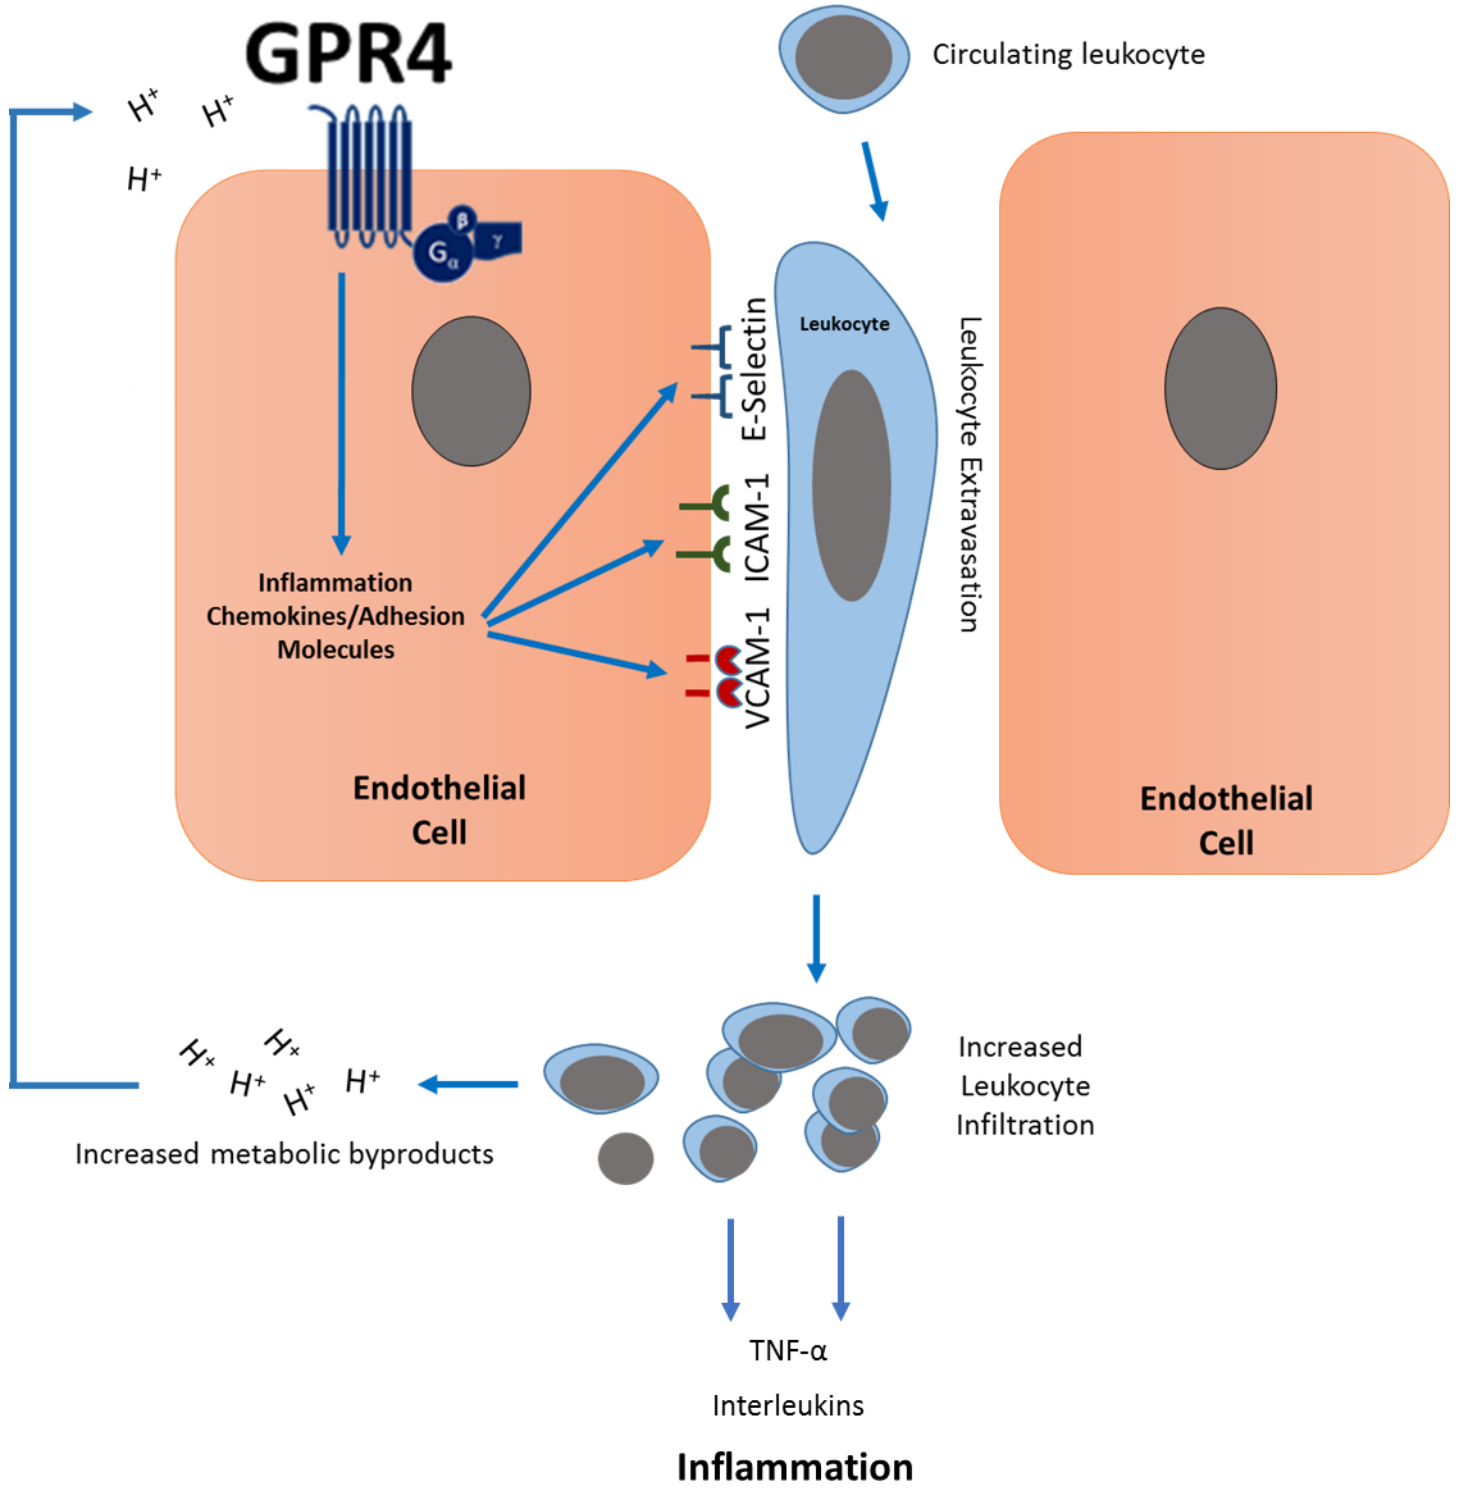 GPR4
Circulating leukocyte
H+
H+
H+
β
γ
Gα
Leukocyte
E-Selectin
ICAM-1
VCAM-1
Leukocyte Extravasation
Inflammation
Chemokines/Adhesion
Molecules
Endothelial
Cell
Endothelial
Cell
H+
H+
H+
H+
H+
Increased metabolic byproducts
Increased
Leukocyte
Infiltration
TNF-α
Interleukins
Inflammation